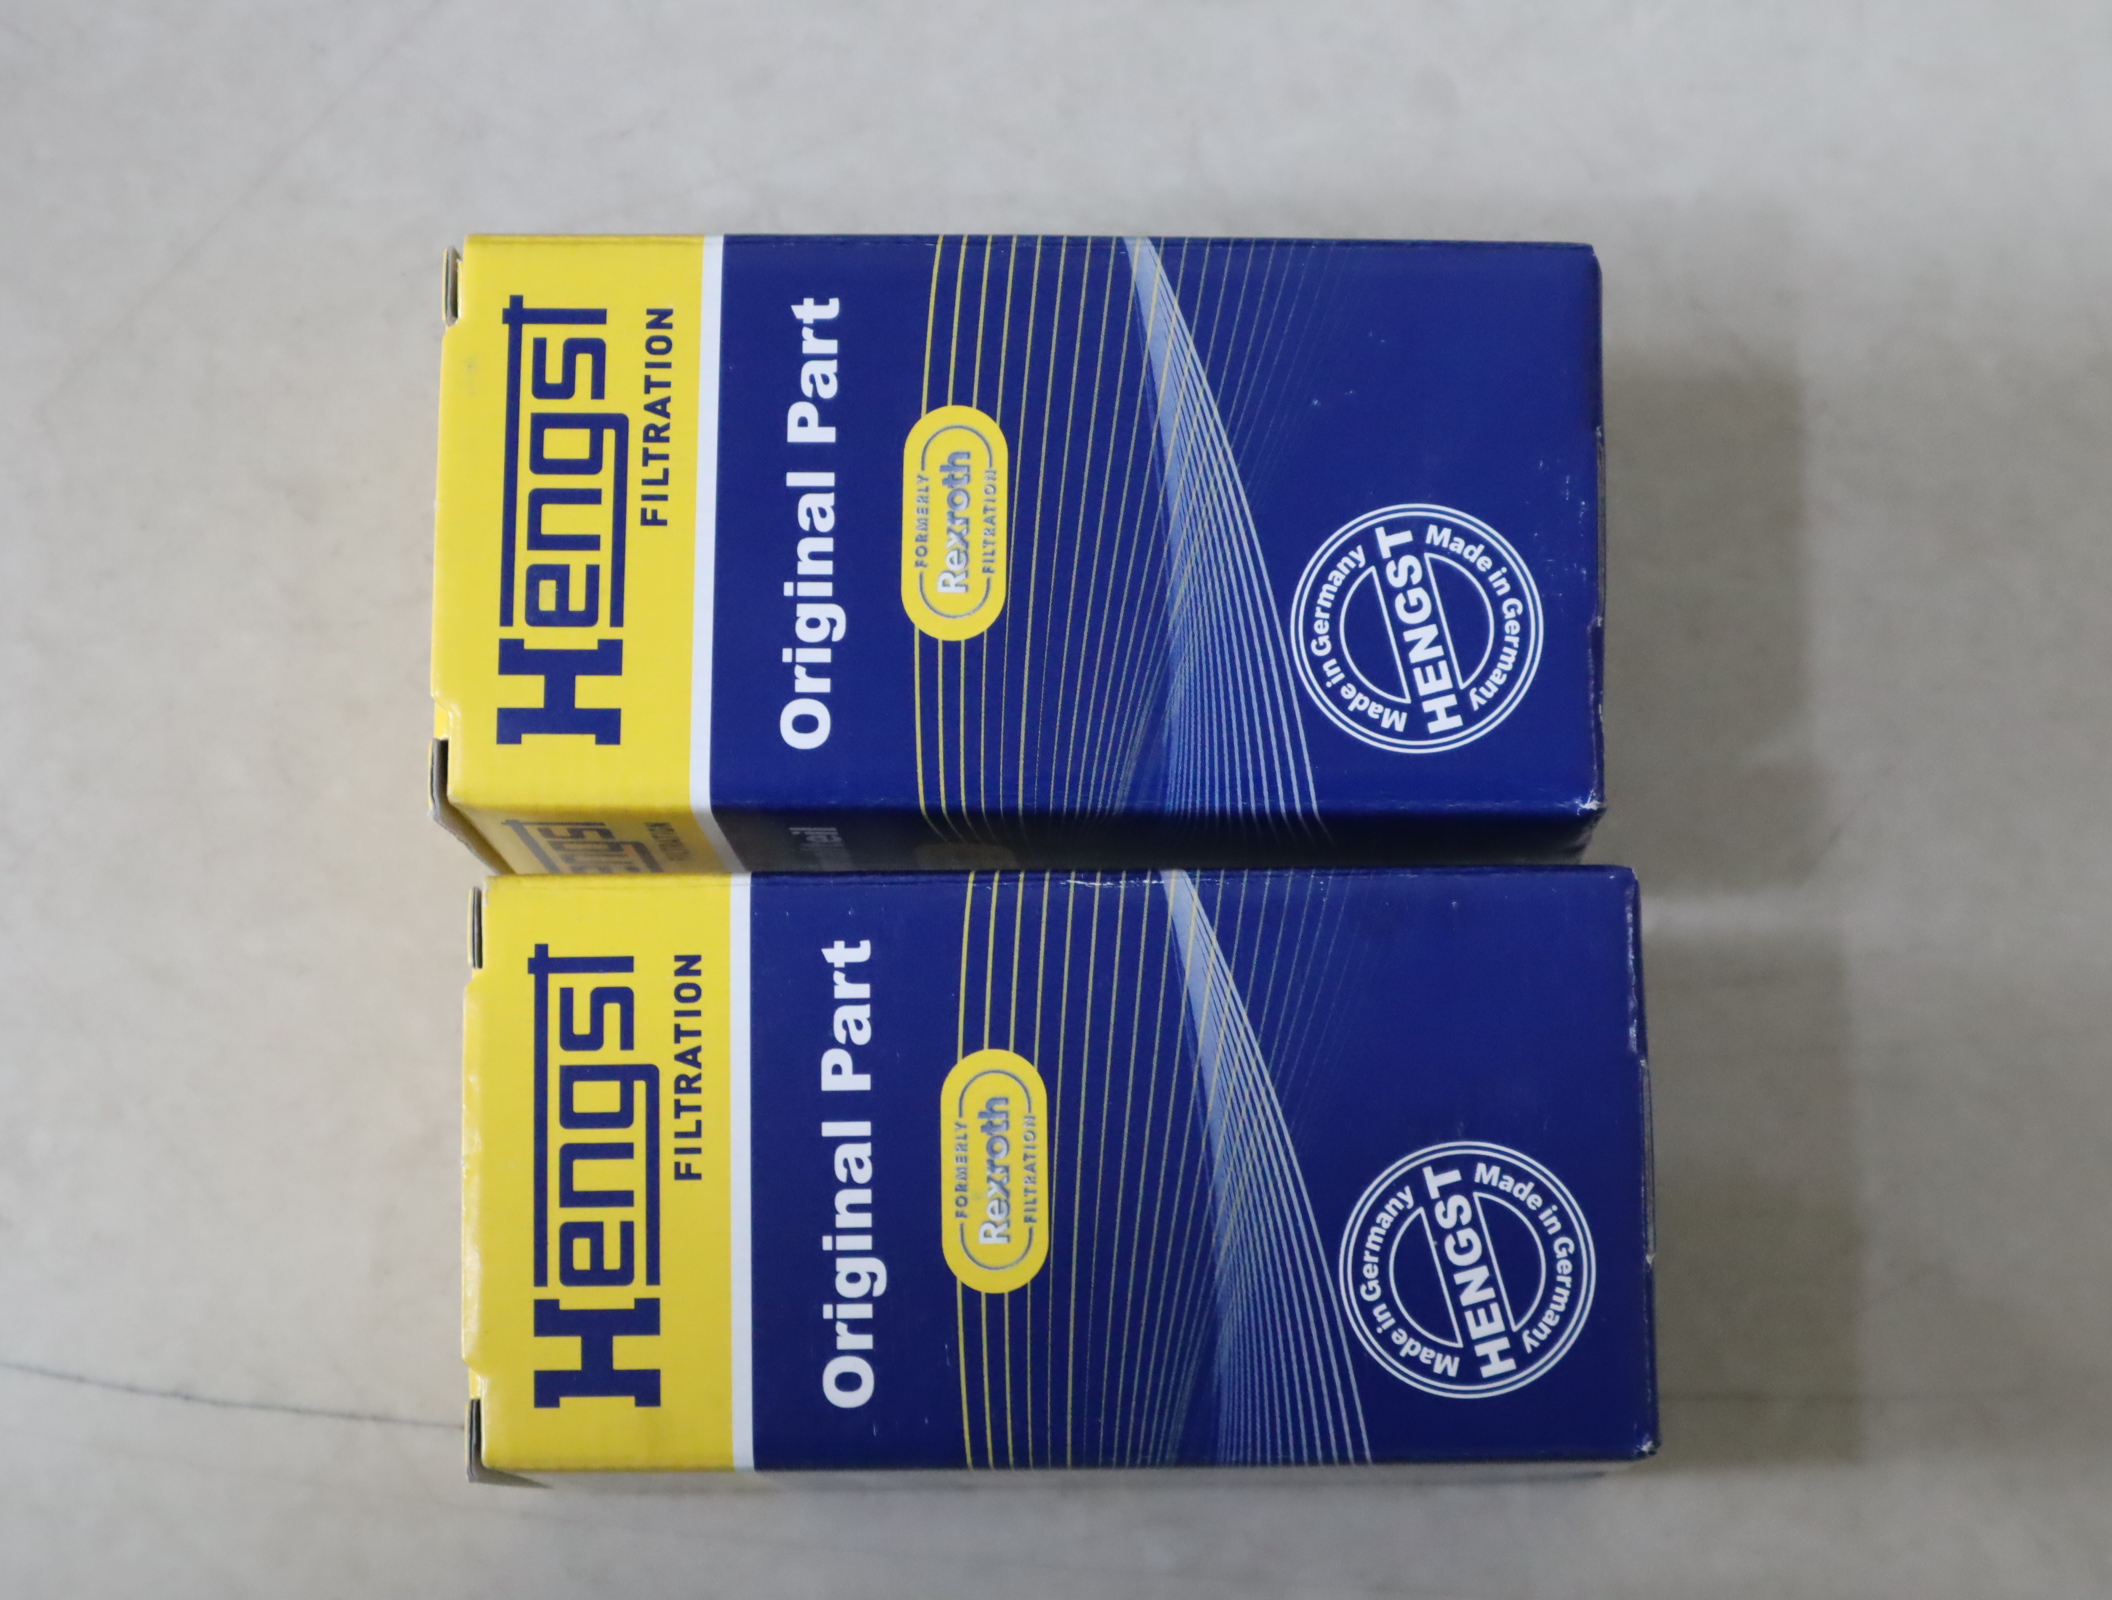 Hengst
FILTRATION
Original Part
FORMERLY
Rexroth
FILTRATION
Made in Germany
HENGST
Made in Germany
Hengst
FILTRATION
Original Part
FORMERLY
Rexroth
FILTRATION
Made in Germany
HENGST
Made in Germany